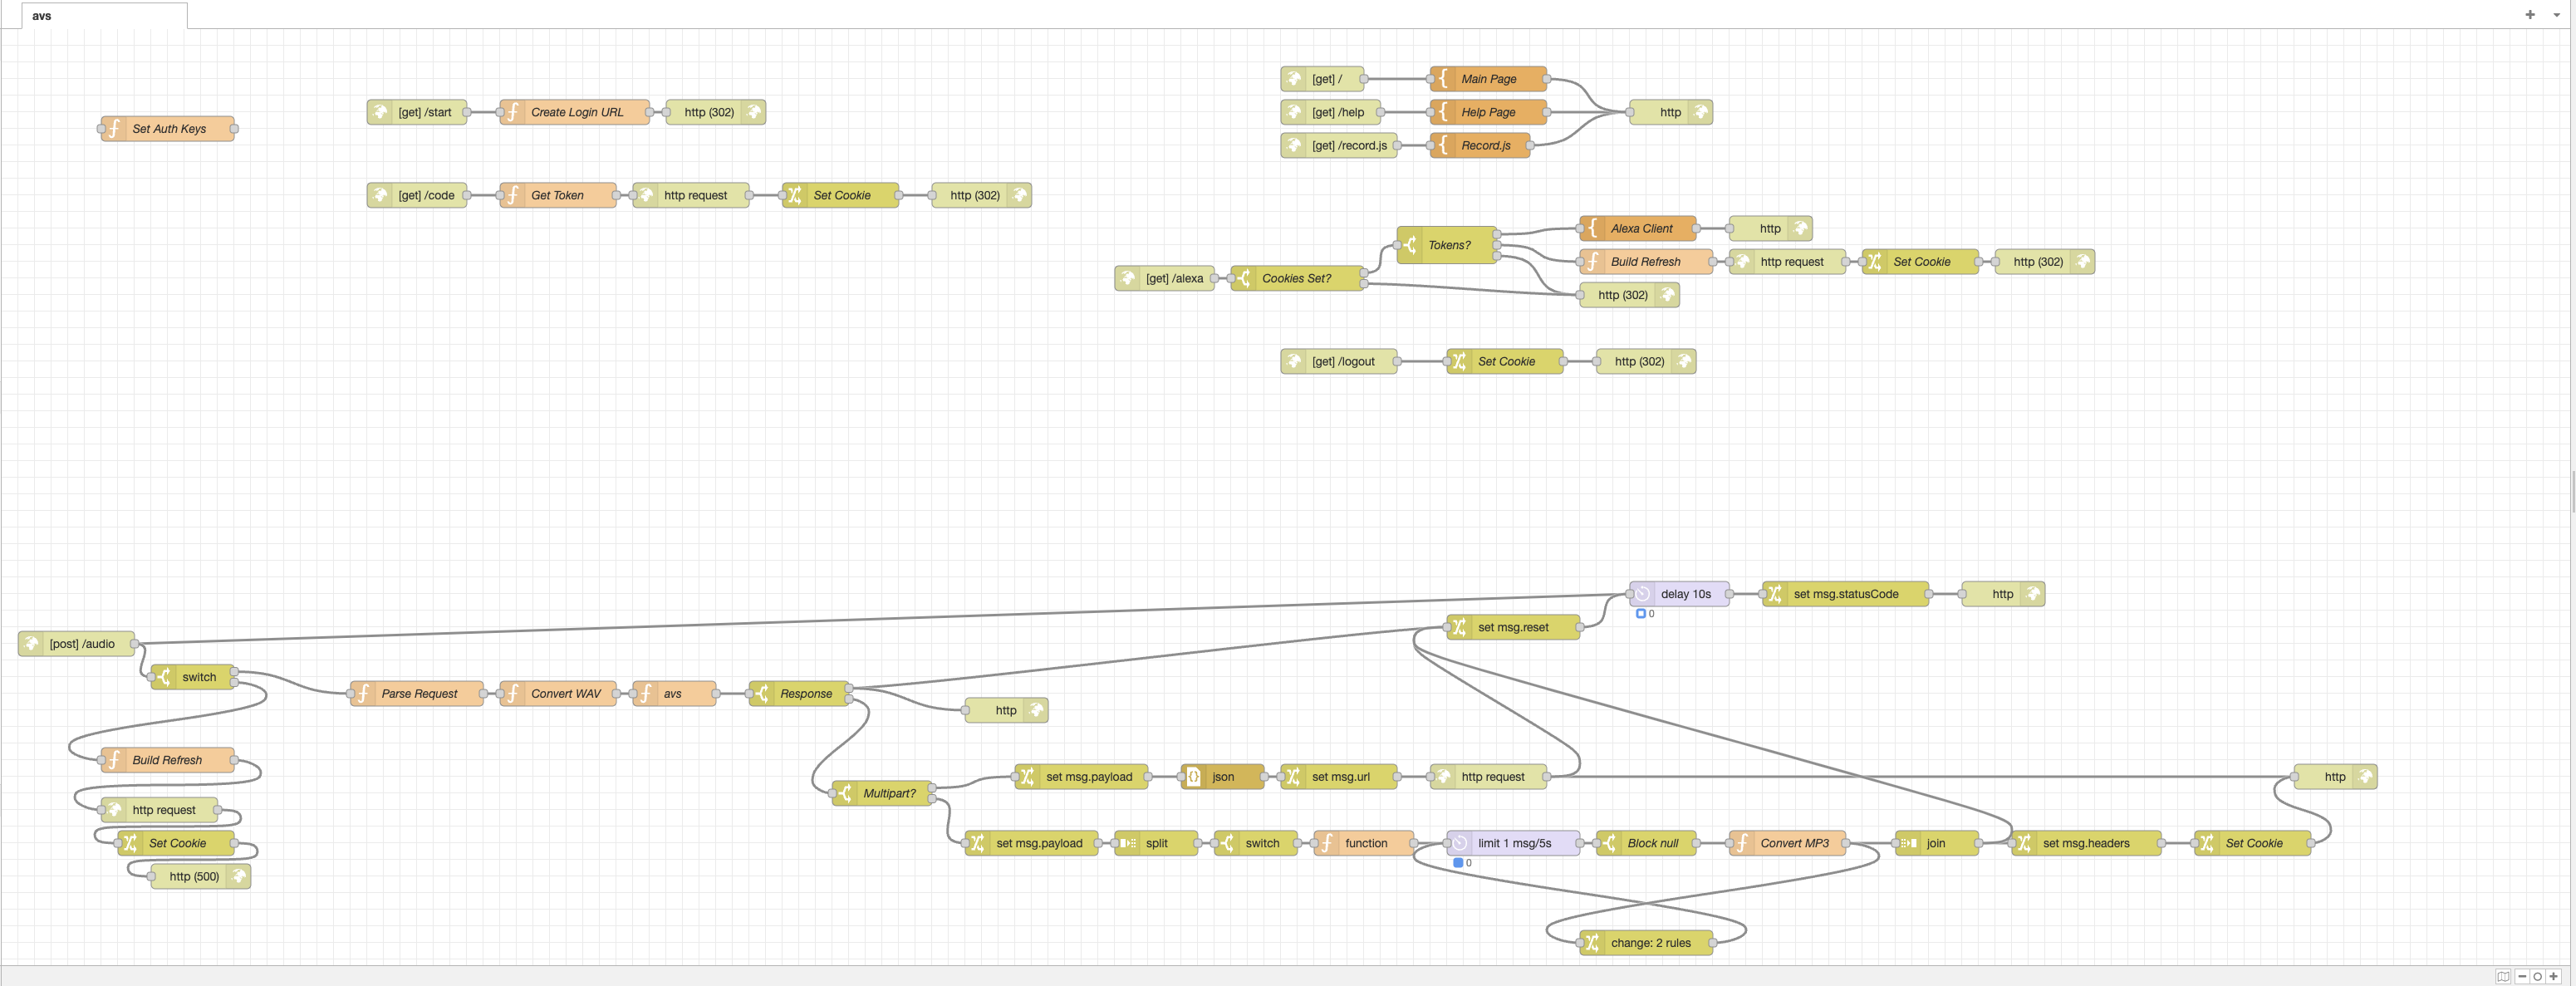 avs
[get] /
Main Page
[get] /start
Create Login URL
http (302)
[get] /help
Help Page
http
Set Auth Keys
[get] /record.js
Record.js
[get] /code
Get Token
http request
Set Cookie
http (302)
Tokens?
Alexa Client
http
Build Refresh
http request
Set Cookie
http (302)
[get] /alexa
Cookies Set?
http (302)
[get] /logout
Set Cookie
http (302)
delay 10s
set msg.statusCode
http
0
set msg.reset
[post] /audio
switch
Parse Request
Convert WAV
avs
Response
http
Build Refresh
set msg.payload
json
set msg.url
http request
http
Multipart?
http request
Set Cookie
set msg.payload
split
switch
function
limit 1 msg/5s
Block null
Convert MP3
join
set msg.headers
Set Cookie
0
http (500)
change: 2 rules